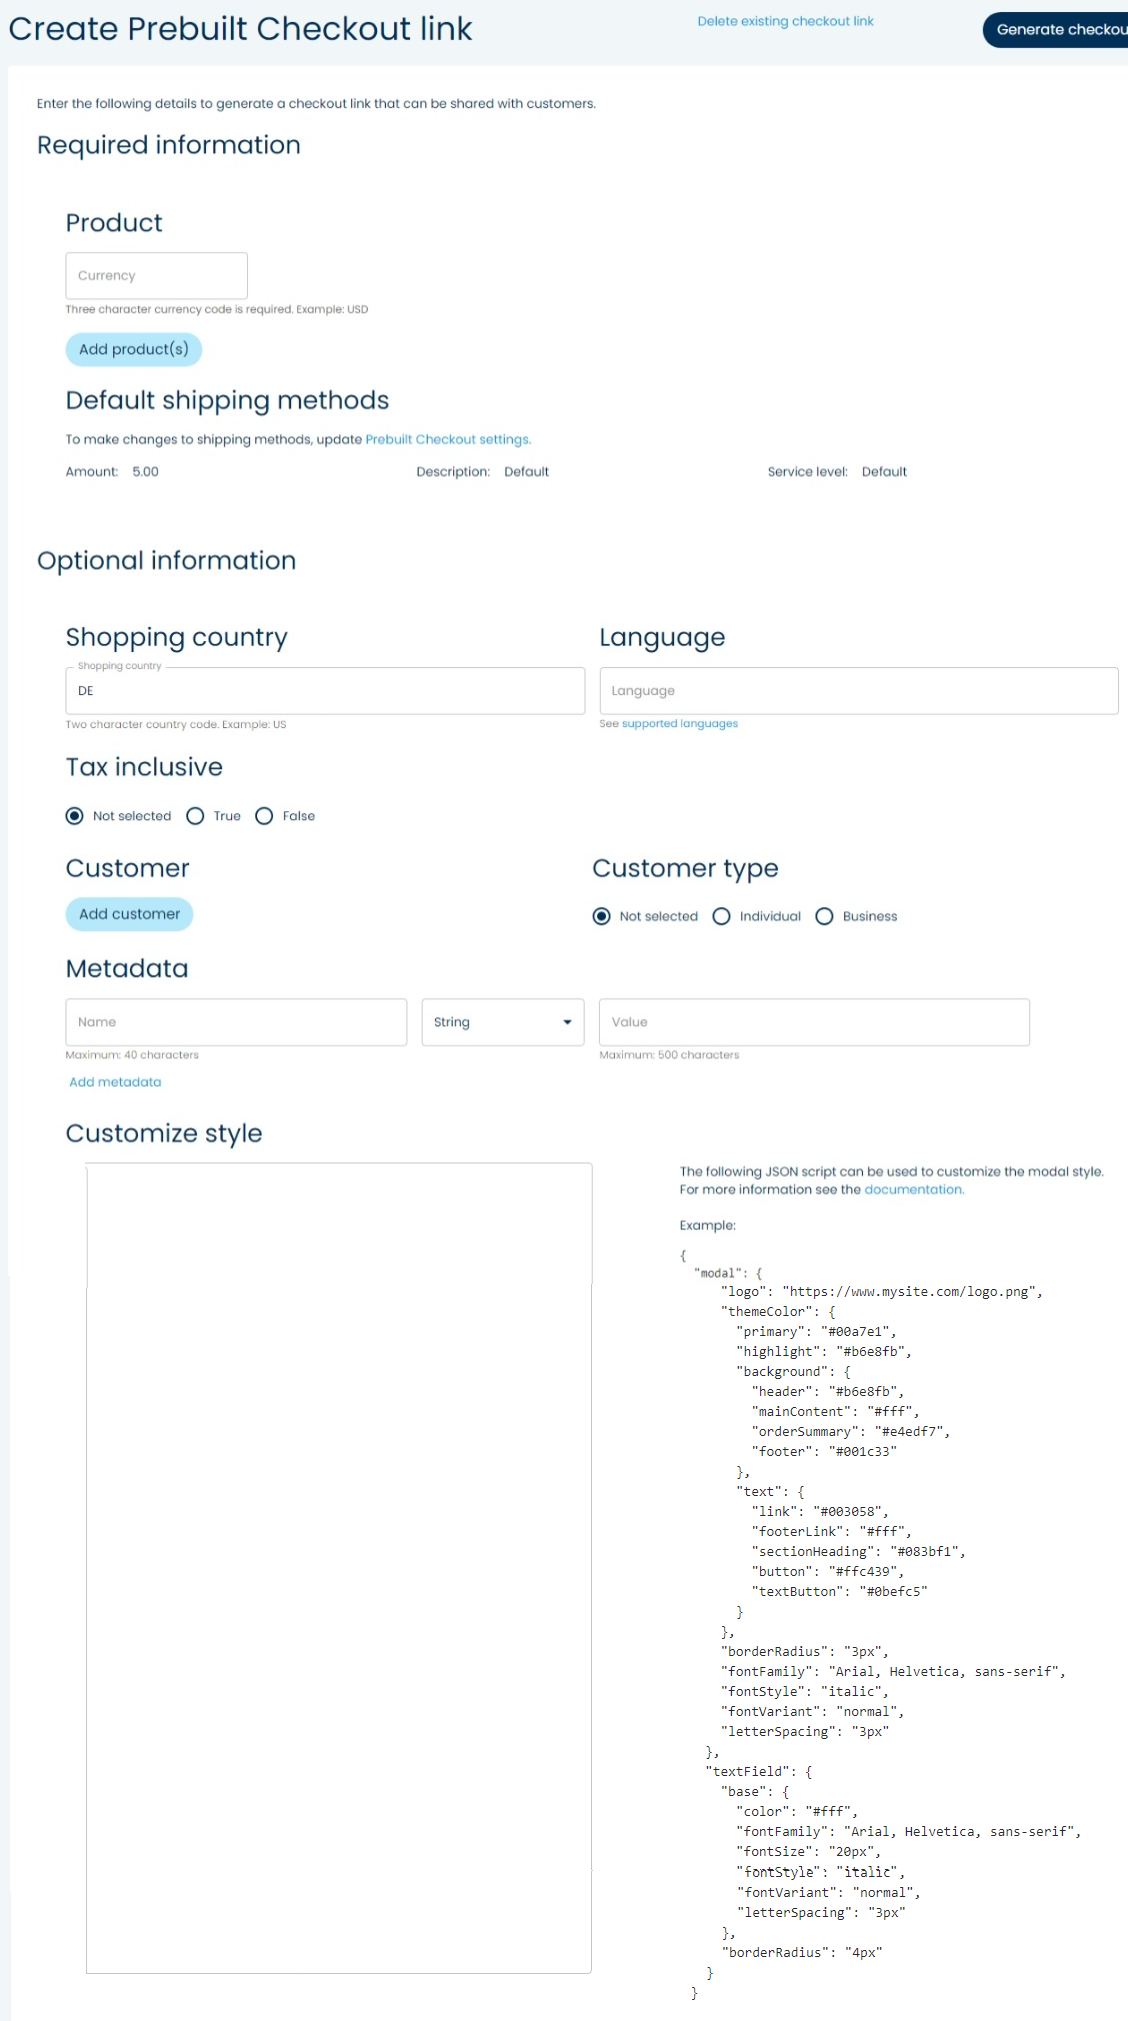 Create Prebuilt Checkout link
Delete existing checkout link
Generate checkou
Enter the following details to generate a checkout link that can be shared with customers.
Required information
Product
Currency
Three character currency code is required. Example: USD
Add product(s)
Default shipping methods
To make changes to shipping methods, update Prebuilt Checkout settings.
Amount: 5.00 Description: Default Service level: Default
Optional information
Shopping country
Shopping country
DE
Two character country code. Example: US
Language
Language
See supported languages
Tax inclusive
Not selected True False
Customer
Add customer
Customer type
Not selected Individual Business
Metadata
Name
String
Value
Maximum: 40 characters
Maximum: 500 characters
Add metadata
Customize style
The following JSON script can be used to customize the modal style.
For more information see the documentation.
Example:
{
"modal": {
"logo": "https://www.mysite.com/logo.png",
"themeColor": {
"primary": "#00a7e1",
"highlight": "#b6e8fb",
"background": {
"header": "#b6e8fb",
"mainContent": "#fff",
"orderSummary": "#e4edf7",
"footer": "#001c33"
},
"text": {
"link": "#003058",
"footerLink": "#fff",
"sectionHeading": "#083bf1",
"button": "#ffc439",
"textButton": "#0befc5"
}
},
"borderRadius": "3px",
"fontFamily": "Arial, Helvetica, sans-serif",
"fontStyle": "italic",
"fontVariant": "normal",
"letterSpacing": "3px"
},
"textField": {
"base": {
"color": "#fff",
"fontFamily": "Arial, Helvetica, sans-serif",
"fontSize": "20px",
"fontStyle": "italic",
"fontVariant": "normal",
"letterSpacing": "3px"
},
"borderRadius": "4px"
}
}